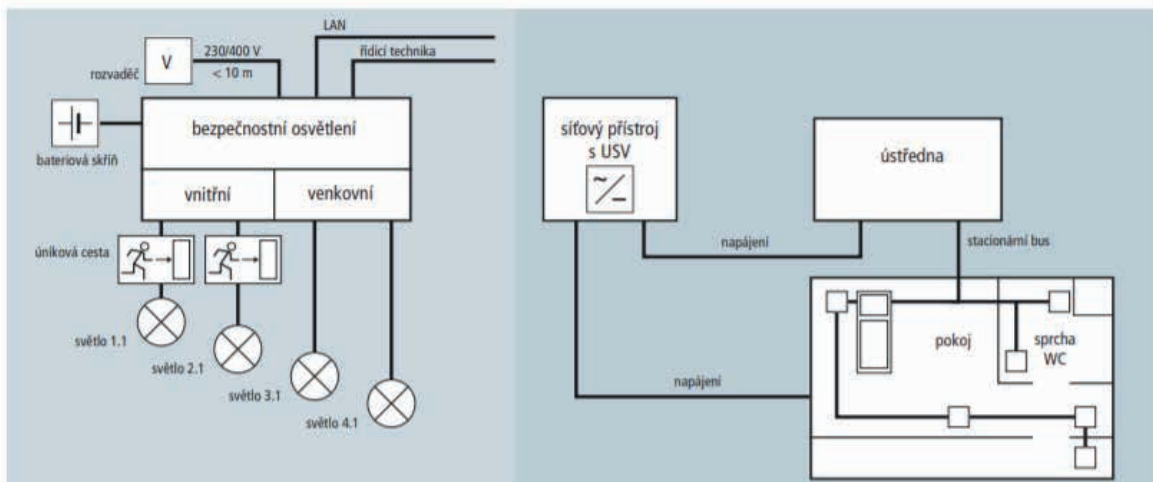 LAN
230/400 V
řídicí technika
V
< 10 m
rozvaděč
bezpečnostní osvětlení
bateriová skříň
vnitřní
venkovní
úniková cesta
světlo 1.1
světlo 2.1
světlo 3.1
světlo 4.1
síťový přístroj
s USV
ústředna
napájení
stacionární bus
pokoj
sprcha
WC
napájení